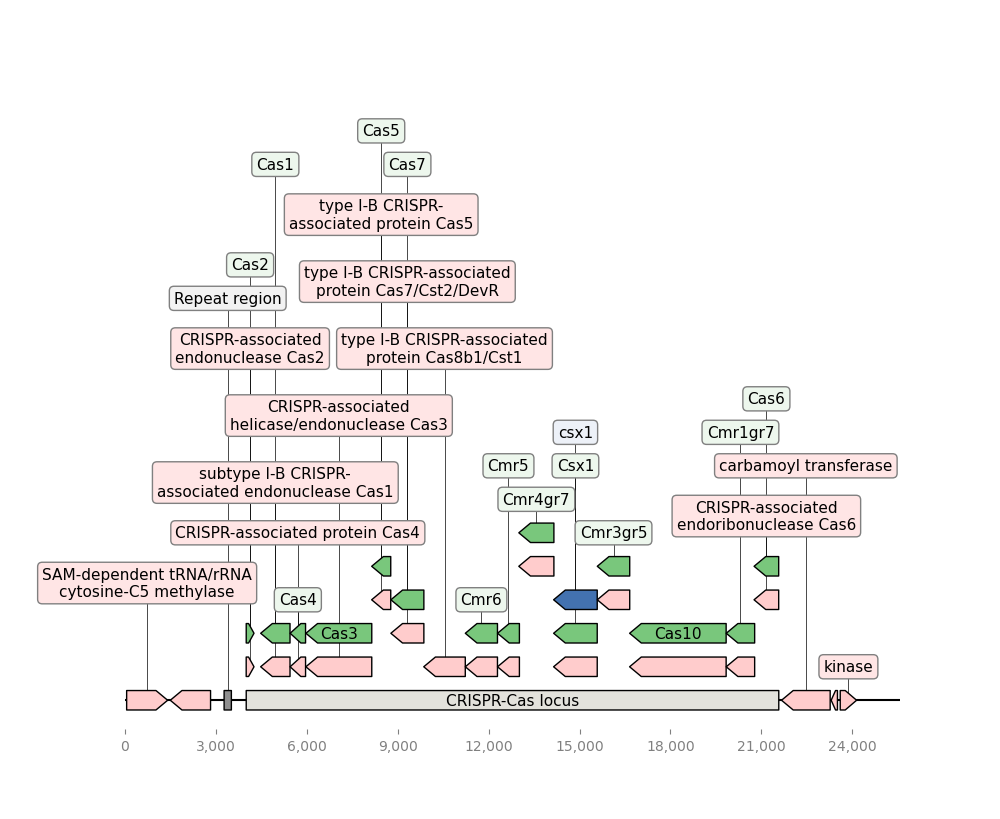 Cas5
Cas1
Cas7
type I-B CRISPR-
associated protein Cas5
Cas2
type I-B CRISPR-associated
protein Cas7/Cst2/DevR
Repeat region
CRISPR-associated
endonuclease Cas2
type I-B CRISPR-associated
protein Cas8b1/Cst1
CRISPR-associated
helicase/endonuclease Cas3
Cas6
csx1
Cmr1gr7
subtype I-B CRISPR-
associated endonuclease Cas1
Cmr5
Csx1
carbamoyl transferase
Cmr4gr7
CRISPR-associated
endoribonuclease Cas6
CRISPR-associated protein Cas4
Cmr3gr5
SAM-dependent tRNA/rRNA
cytosine-C5 methylase
Cas4
Cmr6
Cas3
Cas10
kinase
CRISPR-Cas locus
0
3,000
6,000
9,000
12,000
15,000
18,000
21,000
24,000